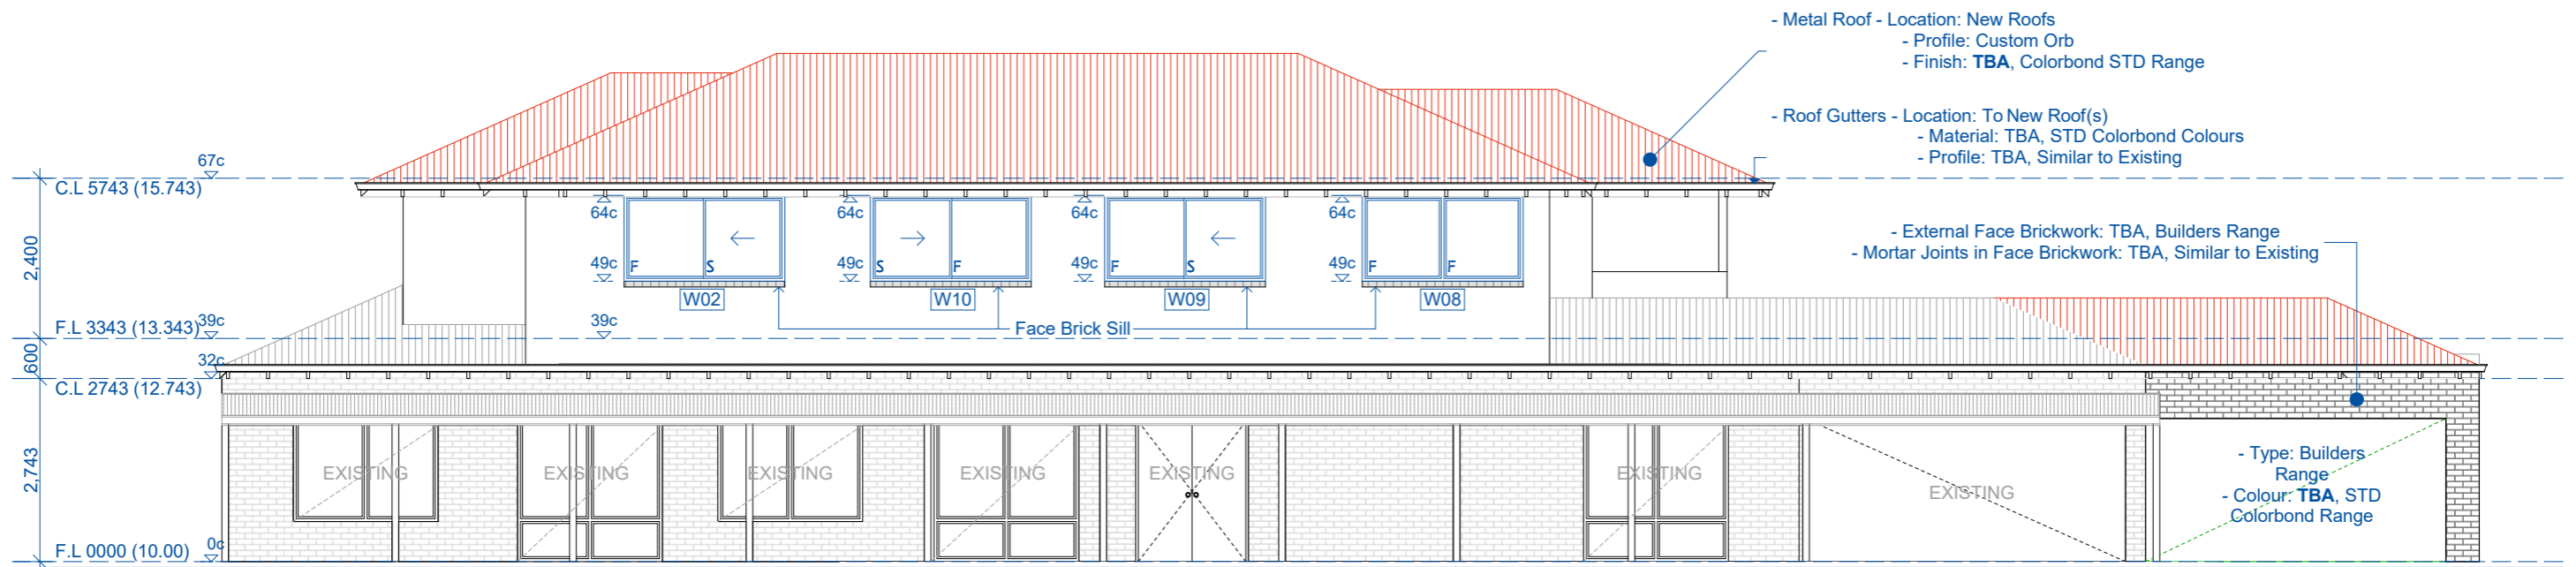 - Metal Roof - Location: New Roofs
- Profile: Custom Orb
- Finish: TBA, Colorbond STD Range
- Roof Gutters - Location: To New Roof(s)
- Material: TBA, STD Colorbond Colours
- Profile: TBA, Similar to Existing
67c
C.L 5743 (15.743)
2,400
64c
64c
64c
64c
- External Face Brickwork: TBA, Builders Range
- Mortar Joints in Face Brickwork: TBA, Similar to Existing
49c
F
S
49c
S
F
49c
F
S
49c
F
F
W02
W10
W09
W08
F.L 3343 (13.343)
39c
39c
Face Brick Sill
600
32c
C.L 2743 (12.743)
2,743
EXISTING
EXISTING
EXISTING
EXISTING
EXISTING
EXISTING
EXISTING
- Type: Builders
Range
- Colour: TBA, STD
Colorbond Range
F.L 0000 (10.00)
0c